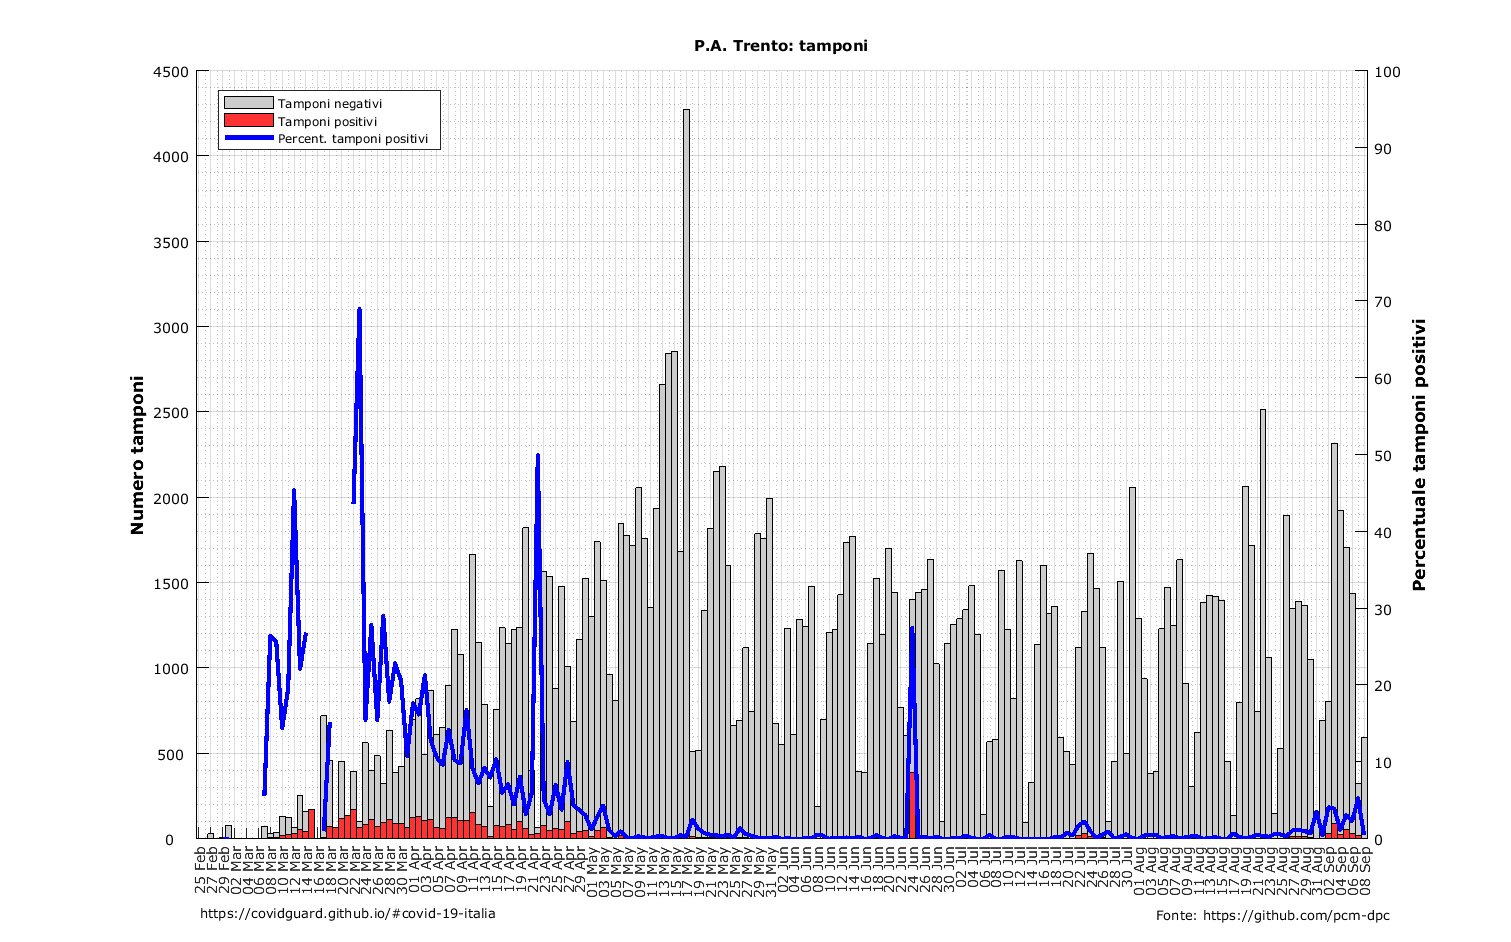 P.A. Trento: tamponi
Tamponi negativi
Tamponi positivi
Percent. tamponi positivi
Numero tamponi
4500
4000
3500
3000
2500
2000
1500
1000
500
0
Percentuale tamponi positivi
100
90
80
70
60
50
40
30
20
10
0
25 Feb
27 Feb
29 Feb
02 Mar
04 Mar
06 Mar
08 Mar
10 Mar
12 Mar
14 Mar
16 Mar
18 Mar
20 Mar
22 Mar
24 Mar
26 Mar
28 Mar
30 Mar
01 Apr
03 Apr
05 Apr
07 Apr
09 Apr
11 Apr
13 Apr
15 Apr
17 Apr
19 Apr
21 Apr
23 Apr
25 Apr
27 Apr
29 Apr
01 May
03 May
05 May
07 May
09 May
11 May
13 May
15 May
17 May
19 May
21 May
23 May
25 May
27 May
29 May
31 May
02 Jun
04 Jun
06 Jun
08 Jun
10 Jun
12 Jun
14 Jun
16 Jun
18 Jun
20 Jun
22 Jun
24 Jun
26 Jun
28 Jun
30 Jun
02 Jul
04 Jul
06 Jul
08 Jul
10 Jul
12 Jul
14 Jul
16 Jul
18 Jul
20 Jul
22 Jul
24 Jul
26 Jul
28 Jul
30 Jul
01 Aug
03 Aug
05 Aug
07 Aug
09 Aug
11 Aug
13 Aug
15 Aug
17 Aug
19 Aug
21 Aug
23 Aug
25 Aug
27 Aug
29 Aug
31 Aug
02 Sep
04 Sep
06 Sep
08 Sep
https://covidguard.github.io/#covid-19-italia
Fonte: https://github.com/pcm-dpc